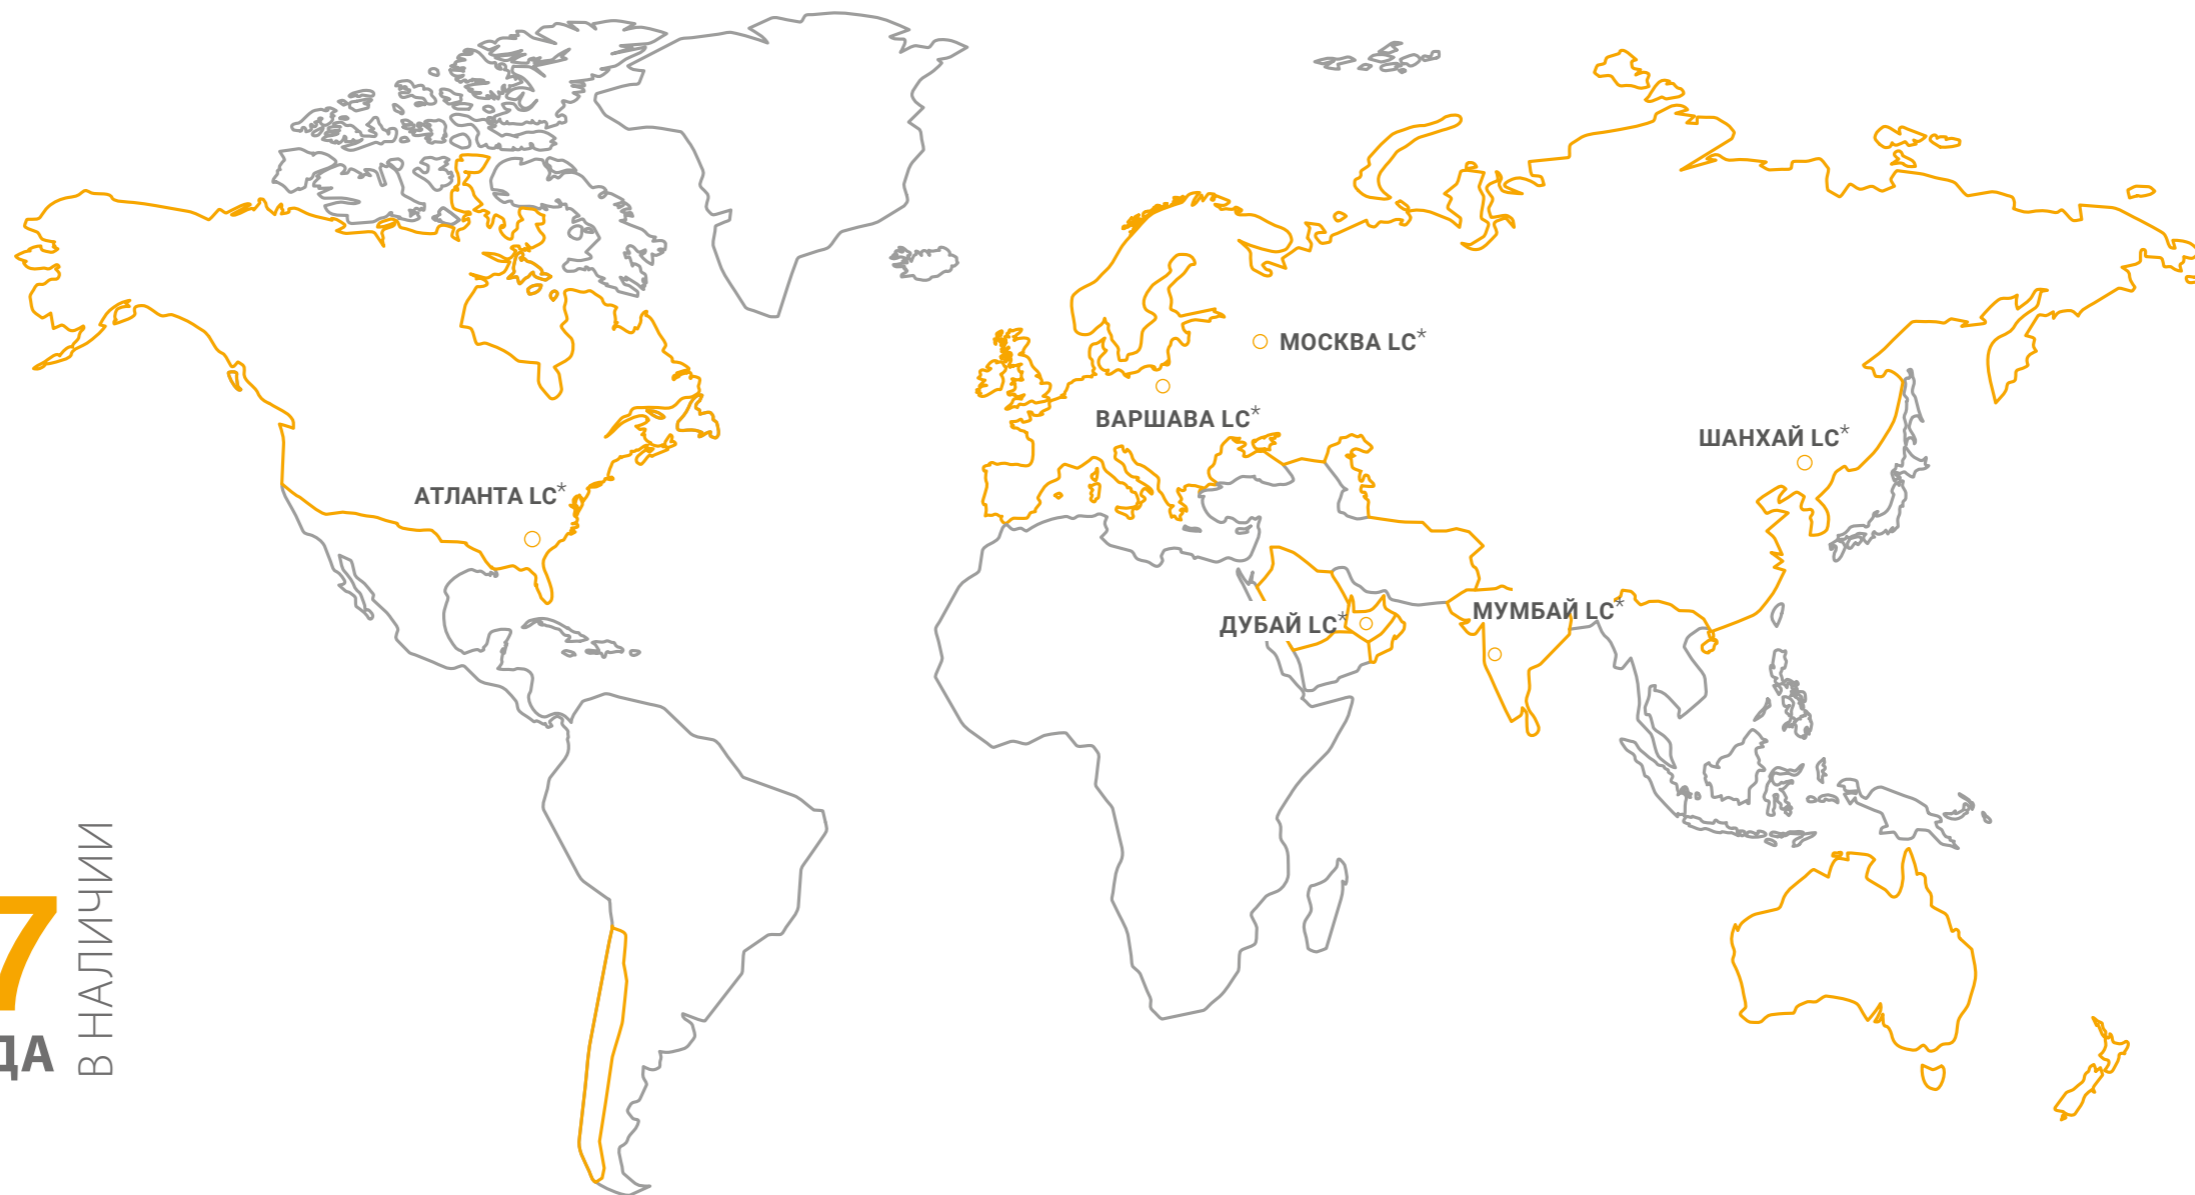 МОСКВА LC*
ВАРШАВА LC*
ШАНХАЙ LC*
АТЛАНТА LC*
ДУБАЙ LC*
МУМБАЙ LC*
7
ДА
В НАЛИЧИИ